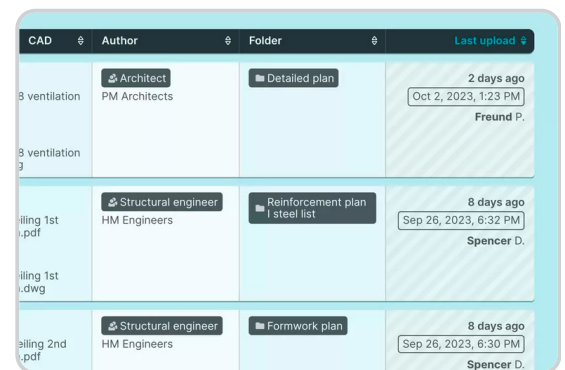 CAD Author Folder Last upload
Architect Detailed plan 2 days ago
8 ventilation PM Architects Oct 2, 2023, 1:23 PM
Freund P.
8 ventilation
g
Structural engineer Reinforcement plan 8 days ago
I steel list
eiling 1st HM Engineers Sep 26, 2023, 6:32 PM
.pdf
Spencer D.
eiling 1st
.dwg
Structural engineer Formwork plan 8 days ago
eiling 2nd HM Engineers Sep 26, 2023, 6:30 PM
.pdf
Spencer D.